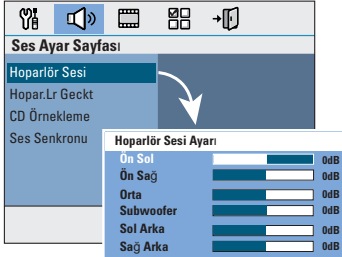 Ses Ayar Sayfası
Hoparlör Sesi
Hopar.Lr Geckt
CD Örnekleme
Ses Senkronu
Hoparlör Sesi Ayarı
Ön Sol 0dB
Ön Sağ 0dB
Orta 0dB
Subwoofer 0dB
Sol Arka 0dB
Sağ Arka 0dB